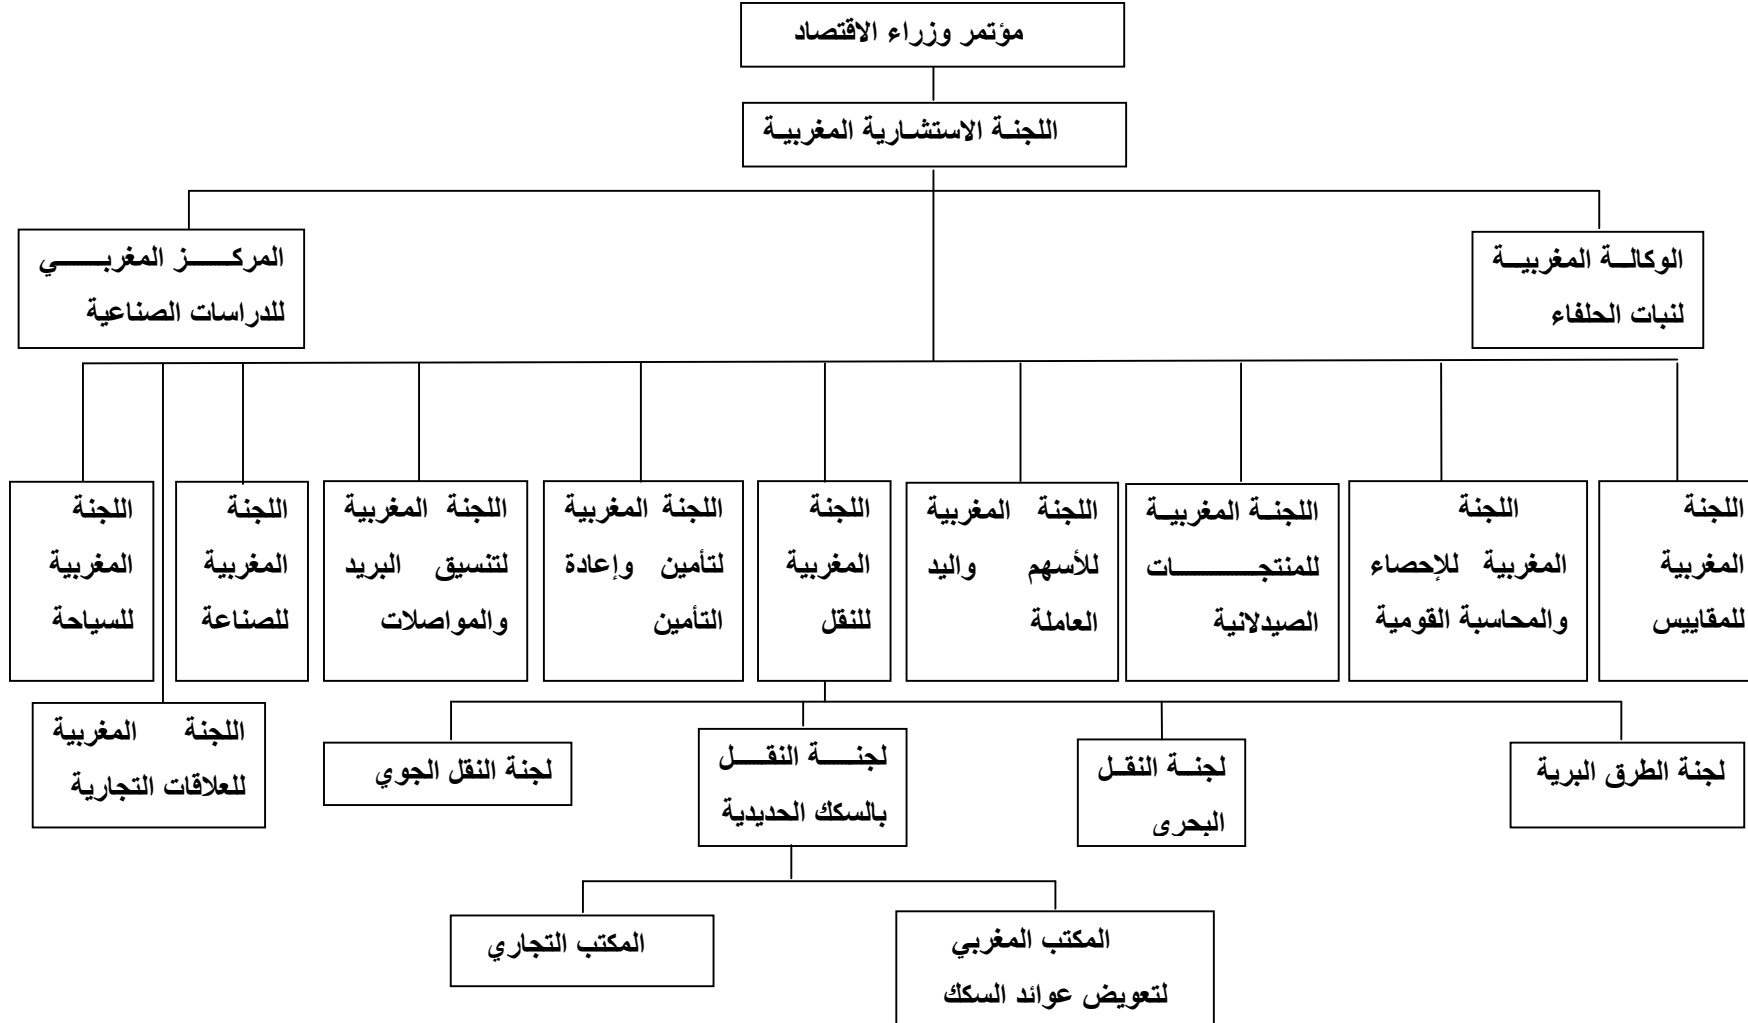 مؤتمر وزراء الاقتصاد
اللجنة الاستشارية المغربية
الوكالة المغربية
لنبات الحلفاء
المركز المغربي
للدراسات الصناعية
اللجنة
المغربية
للمقاييس
اللجنة
المغربية للإحصاء
والمحاسبة القومية
اللجنة المغربية
للمنتجات
الصيدلانية
اللجنة المغربية
للأسهم واليد
العاملة
اللجنة
المغربية
للنقل
اللجنة المغربية
لتأمين وإعادة
التأمين
اللجنة المغربية
لتنسيق البريد
والمواصلات
اللجنة
المغربية
للصناعة
اللجنة
المغربية
للسياحة
اللجنة المغربية
للعلاقات التجارية
لجنة الطرق البرية
لجنة النقل
البحري
لجنة النقل
بالسكك الحديدية
لجنة النقل الجوي
المكتب المغربي
لتعويض عوائد السكك
المكتب التجاري